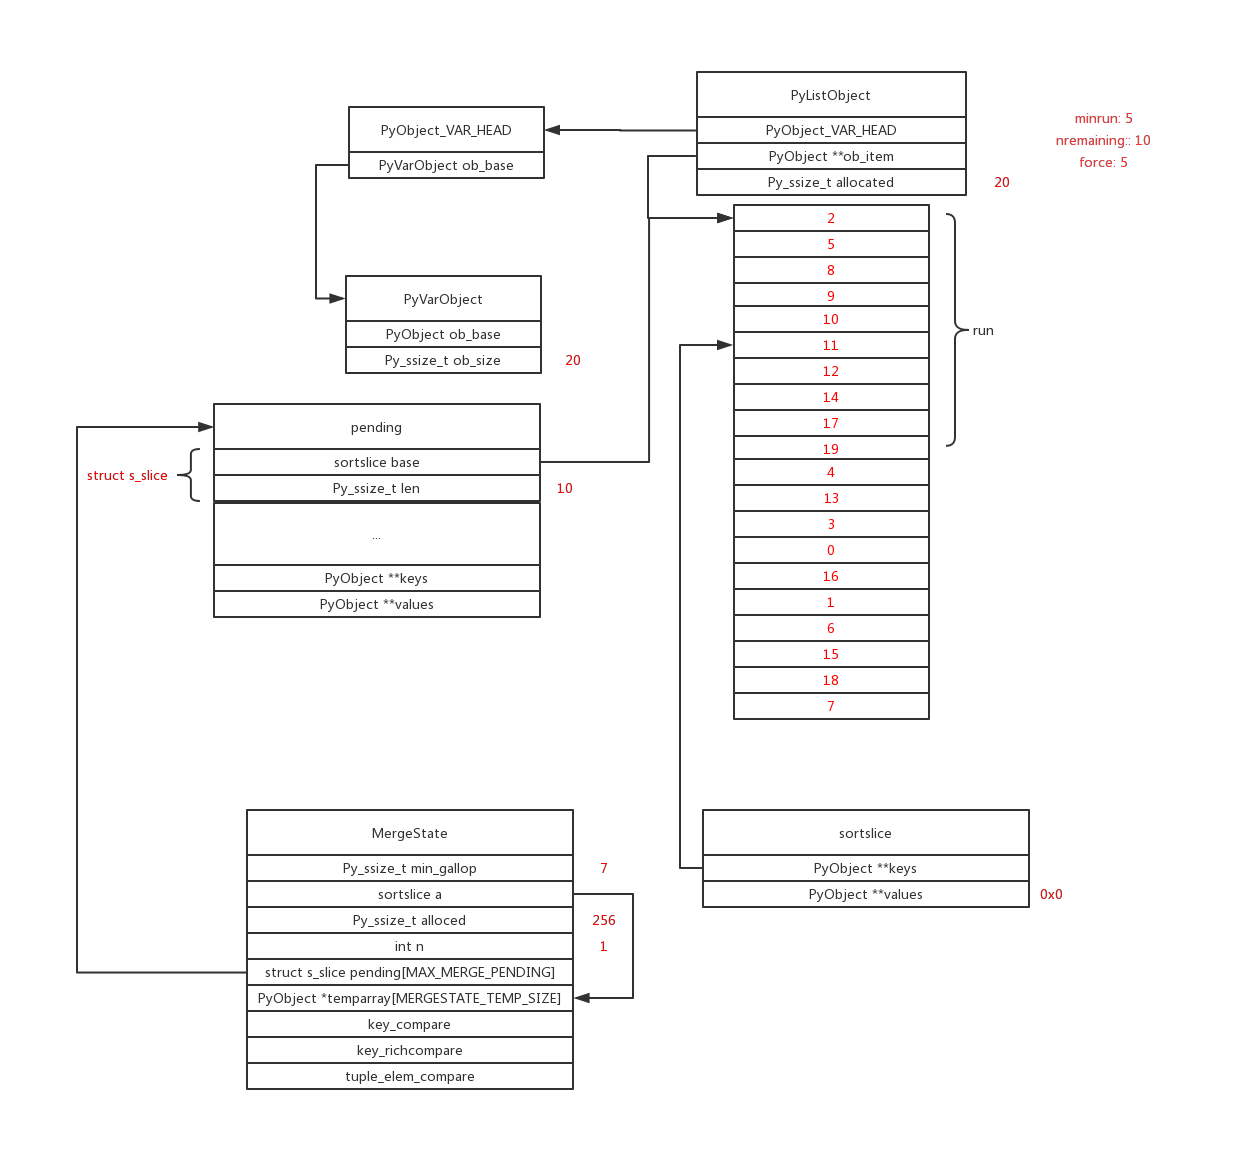 PyListObject
PyObject_VAR_HEAD
PyObject **ob_item
Py_ssize_t allocated
20
minrun: 5
nremaining:: 10
force: 5
PyObject_VAR_HEAD
PyVarObject ob_base
PyVarObject
PyObject ob_base
Py_ssize_t ob_size
20
2
5
8
9
10
11
12
14
17
19
4
13
3
0
16
1
6
15
18
7
run
pending
sortslice base
Py_ssize_t len
10
struct s_slice
...
PyObject **keys
PyObject **values
MergeState
Py_ssize_t min_gallop
7
sortslice a
Py_ssize_t alloced
256
int n
1
struct s_slice pending[MAX_MERGE_PENDING]
PyObject *temparray[MERGESTATE_TEMP_SIZE]
key_compare
key_richcompare
tuple_elem_compare
sortslice
PyObject **keys
PyObject **values
0x0